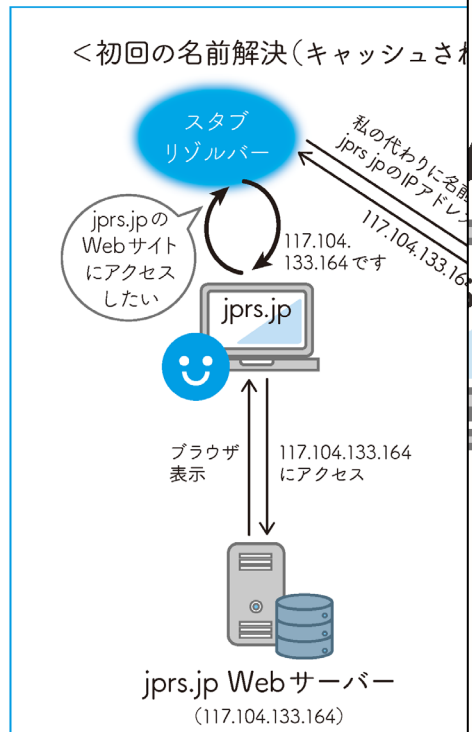 ＜初回の名前解決（キャッシュさ
スタブ
リゾルバー
私の代わりに名前
jprs jpのIPアドレス
117.104.133.16
jprs.jpの
Webサイト
にアクセス
したい
117.104.
133.164です
jprs.jp
ブラウザ
表示
117.104.133.164
にアクセス
jprs.jp Webサーバー
（117.104.133.164）